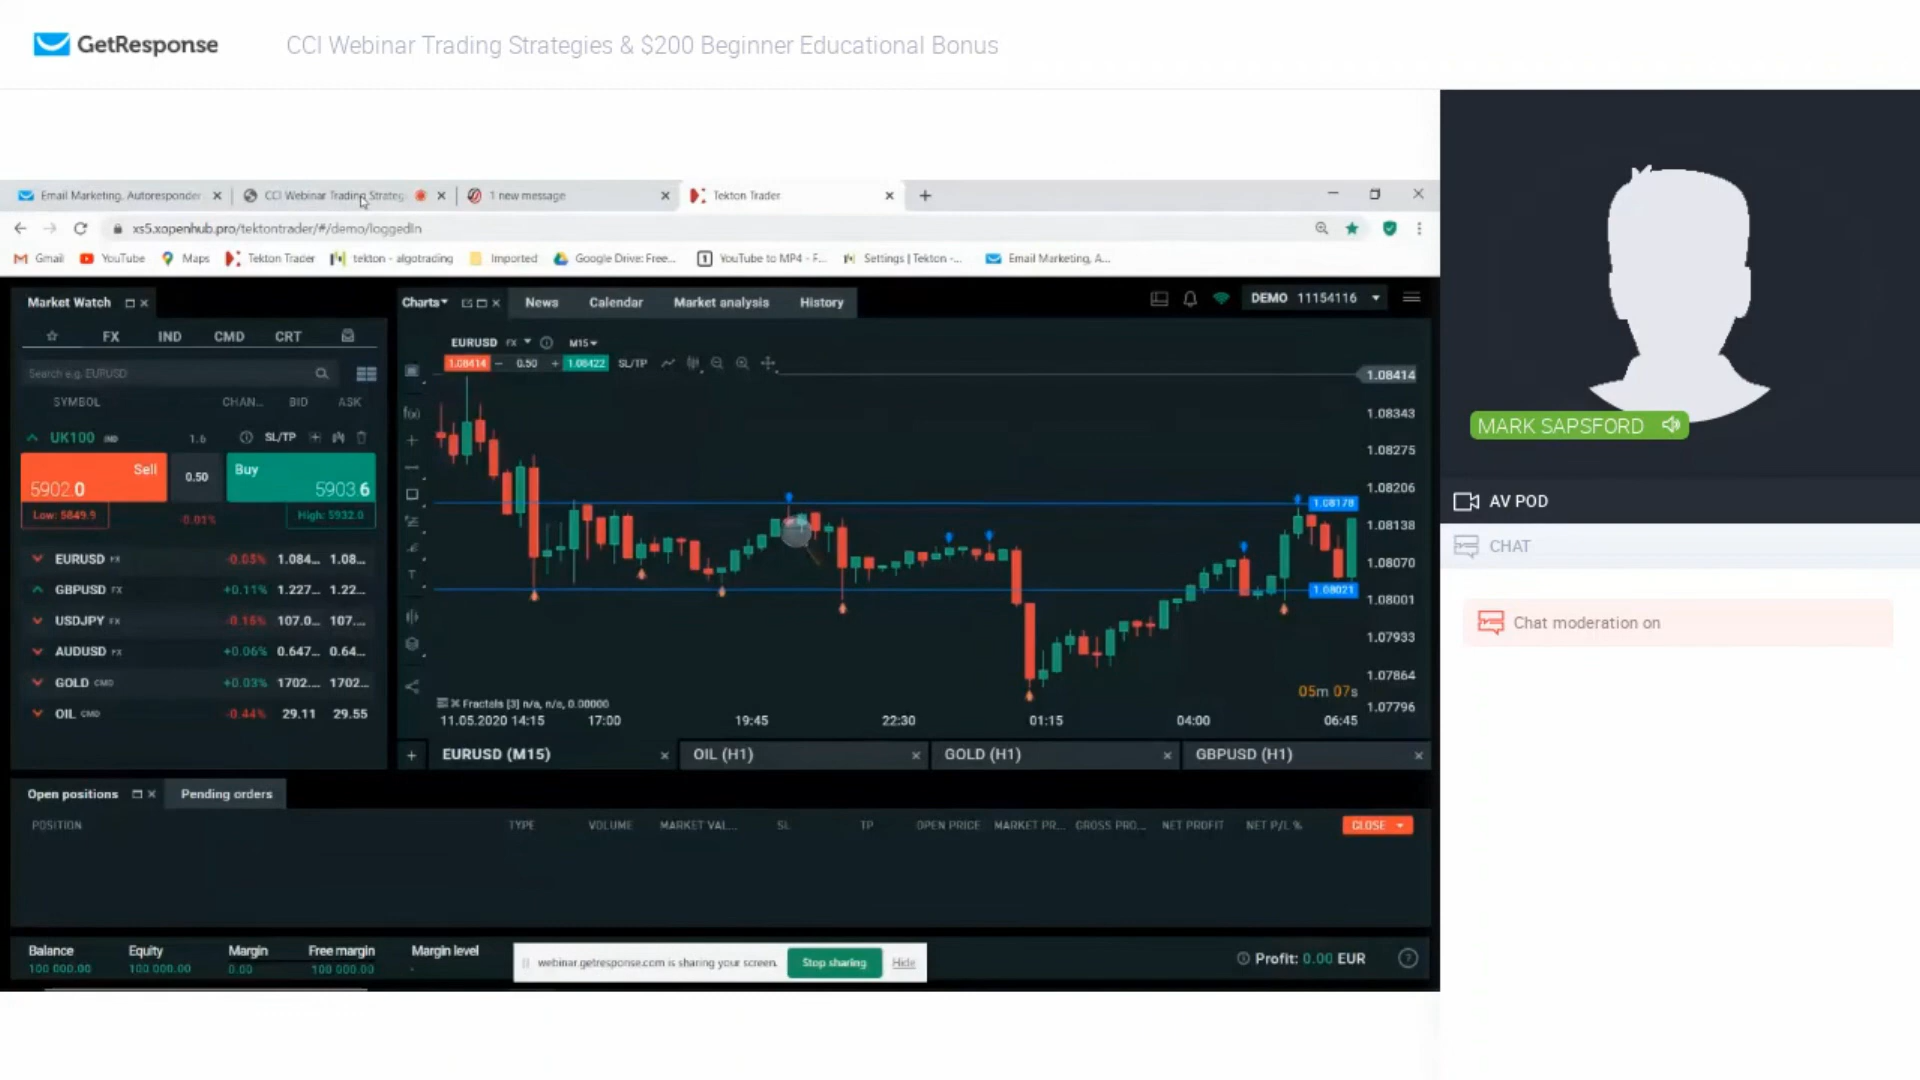 GetResponse
CCI Webinar Trading Strategies & $200 Beginner Educational Bonus
Email Marketing, Autoresponder
CCI Webinar Trading Strateg
1 new message
Tekton Trader
xs5.xopenhub.pro/tektontrader/#/demo/loggedIn
Gmail YouTube Maps Tekton Trader tekton - algotrading Imported Google Drive: Free... YouTube to MP4 - F... Settings | Tekton -... Email Marketing, A...
Market Watch
FX IND CMD CRT
Search e.g. EURUSD
SYMBOL CHAN... BID ASK
UK100 IND 1.6 SL/TP
Sell 5902.0
0.50
Buy 5903.6
Low: 5849.9 -0.01% High: 5932.0
EURUSD FX -0.05% 1.084... 1.08...
GBPUSD FX +0.11% 1.227... 1.22...
USDJPY FX -0.15% 107.0... 107....
AUDUSD FX +0.06% 0.647... 0.64...
GOLD CMD +0.03% 1702.... 1702...
OIL CMD -0.44% 29.11 29.55
Charts News Calendar Market analysis History
DEMO 11154116
EURUSD FX M15
1.08414 - 0.50 + 1.08422 SL/TP
f(x)
T
1.08414
1.08343
1.08275
1.08206
1.08178
1.08138
1.08070
1.08021
1.08001
1.07933
1.07864
1.07796
05m 07s
Fractals [3] n/a, n/a, 0.00000
11.05.2020 14:15 17:00 19:45 22:30 01:15 04:00 06:45
EURUSD (M15) OIL (H1) GOLD (H1) GBPUSD (H1)
Open positions Pending orders
POSITION TYPE VOLUME MARKET VAL... SL TP OPEN PRICE MARKET PR... GROSS PRO... NET PROFIT NET P/L % CLOSE
Balance Equity Margin Free margin Margin level
100 000.00 100 000.00 0.00 100 000.00 -
webinar.getresponse.com is sharing your screen. Stop sharing Hide
Profit: 0.00 EUR
MARK SAPSFORD
AV POD
CHAT
Chat moderation on